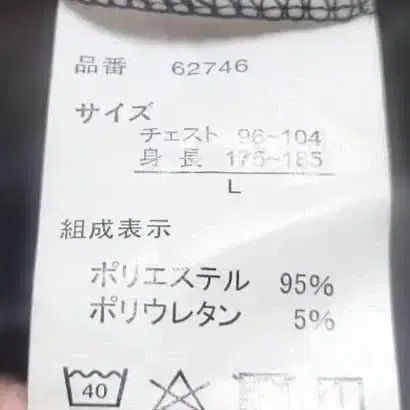 品番 62746
サイズ
チェスト 96-104
身長 175-185
L
組成表示
ポリエステル 95%
ポリウレタン 5%
40